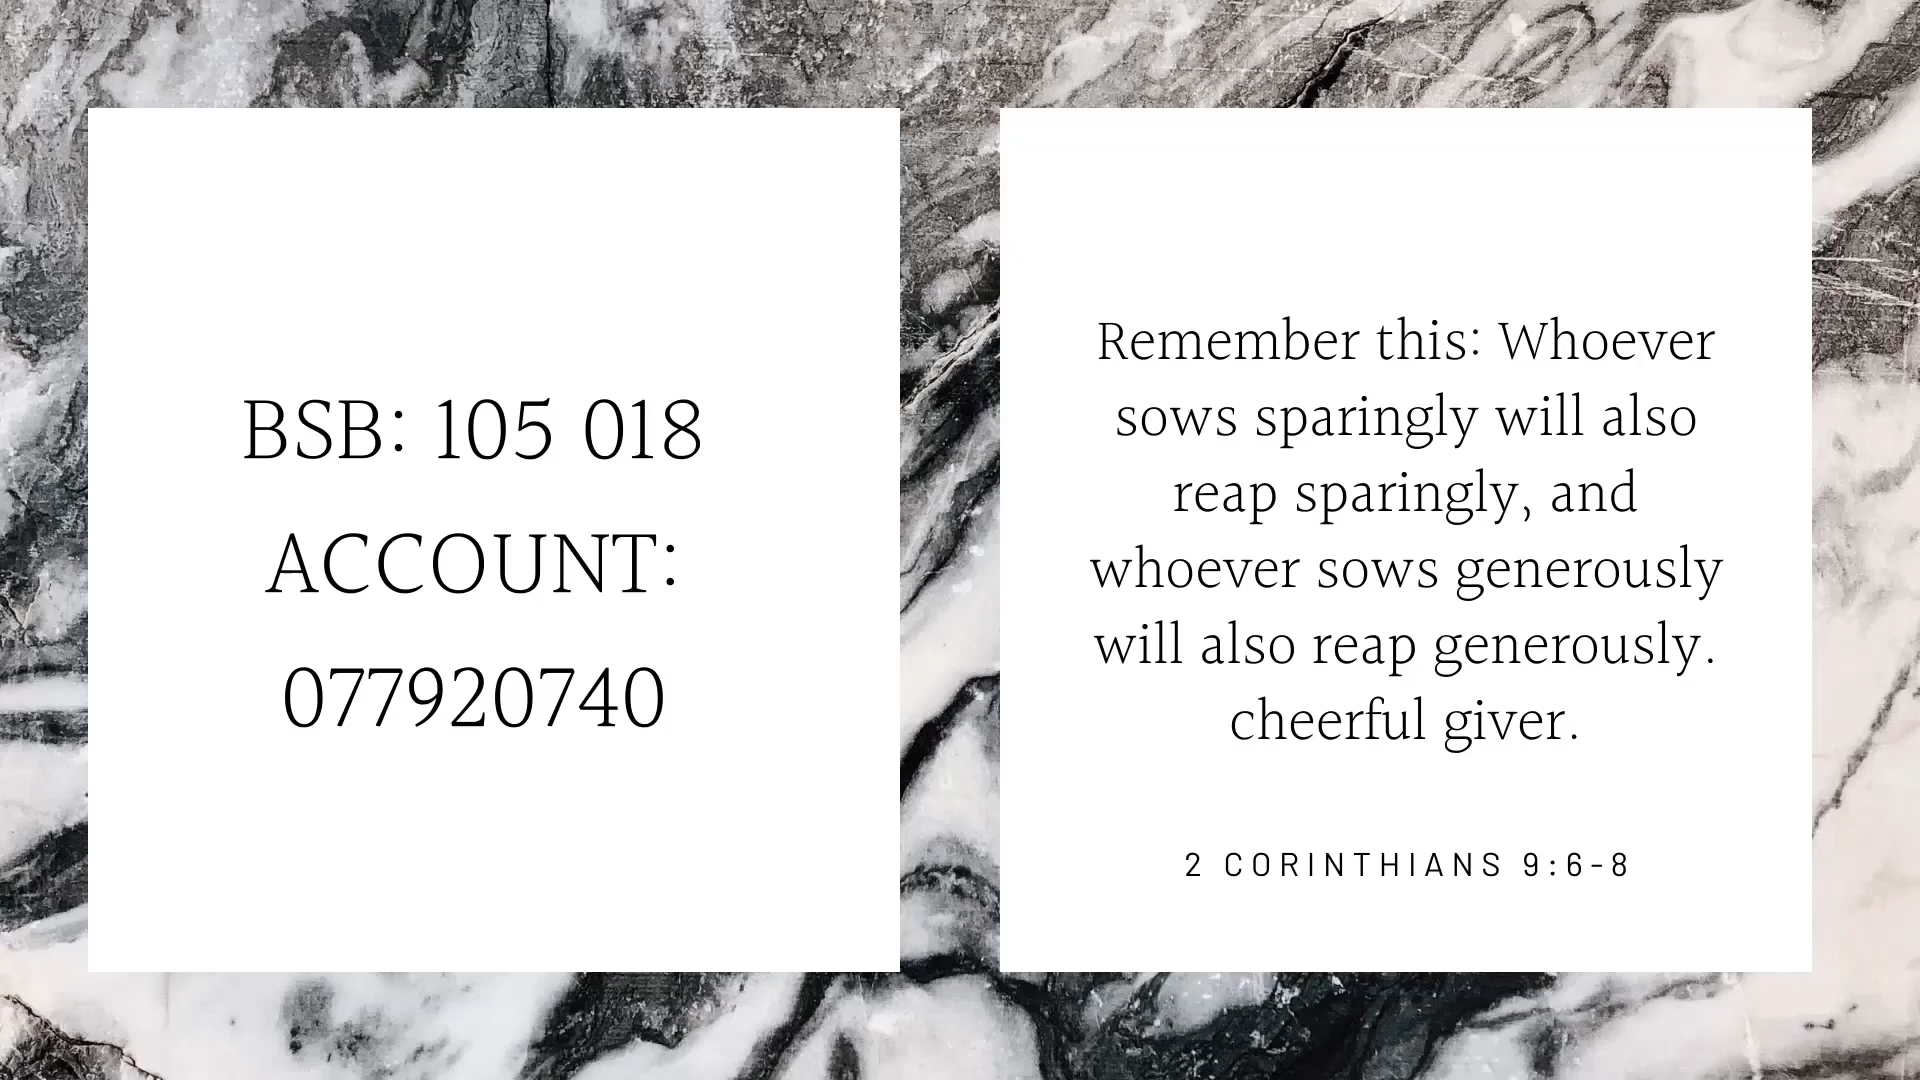 BSB: 105 018
ACCOUNT:
077920740
Remember this: Whoever
sows sparingly will also
reap sparingly, and
whoever sows generously
will also reap generously.
cheerful giver.
2 CORINTHIANS 9:6-8